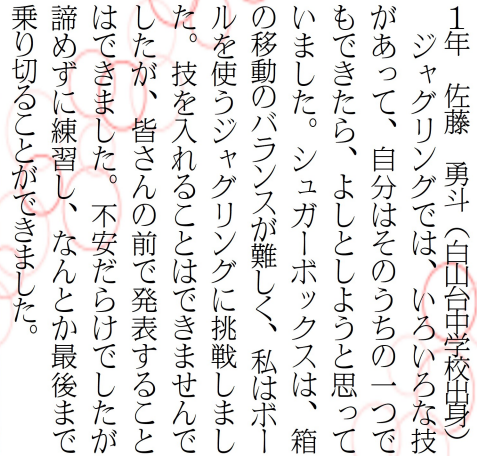 １年　佐藤　勇斗（白山台中学校出身）
　ジャグリングでは、いろいろな技
があって、自分はそのうちの一つで
もできたら、よしとしようと思って
いました。シュガーボックスは、箱
の移動のバランスが難しく、私はボー
ルを使うジャグリングに挑戦しまし
た。技を入れることはできませんで
したが、皆さんの前で発表すること
はできました。不安だらけでしたが
諦めずに練習し、なんとか最後まで
乗り切ることができました。